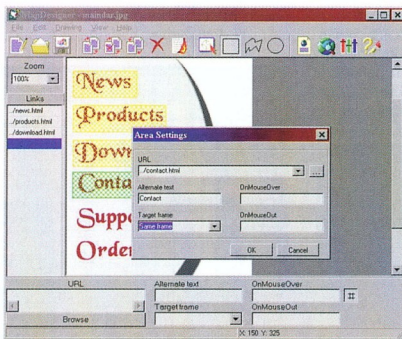 MapDesigner - maindar.jpg
File Edit Drawing View Help
Zoom
100%
Links
./news.html
./products.html
./download.html
News
Products
Down
Conta
Suppo
Order
Area Settings
URL
./contact.html
...
Alternate text
OnMouseOver
Contact
Target frame
OnMouseOut
Same frame
OK
Cancel
URL
Alternate text
OnMouseOver
Target frame
OnMouseOut
Browse
X: 150 Y: 325